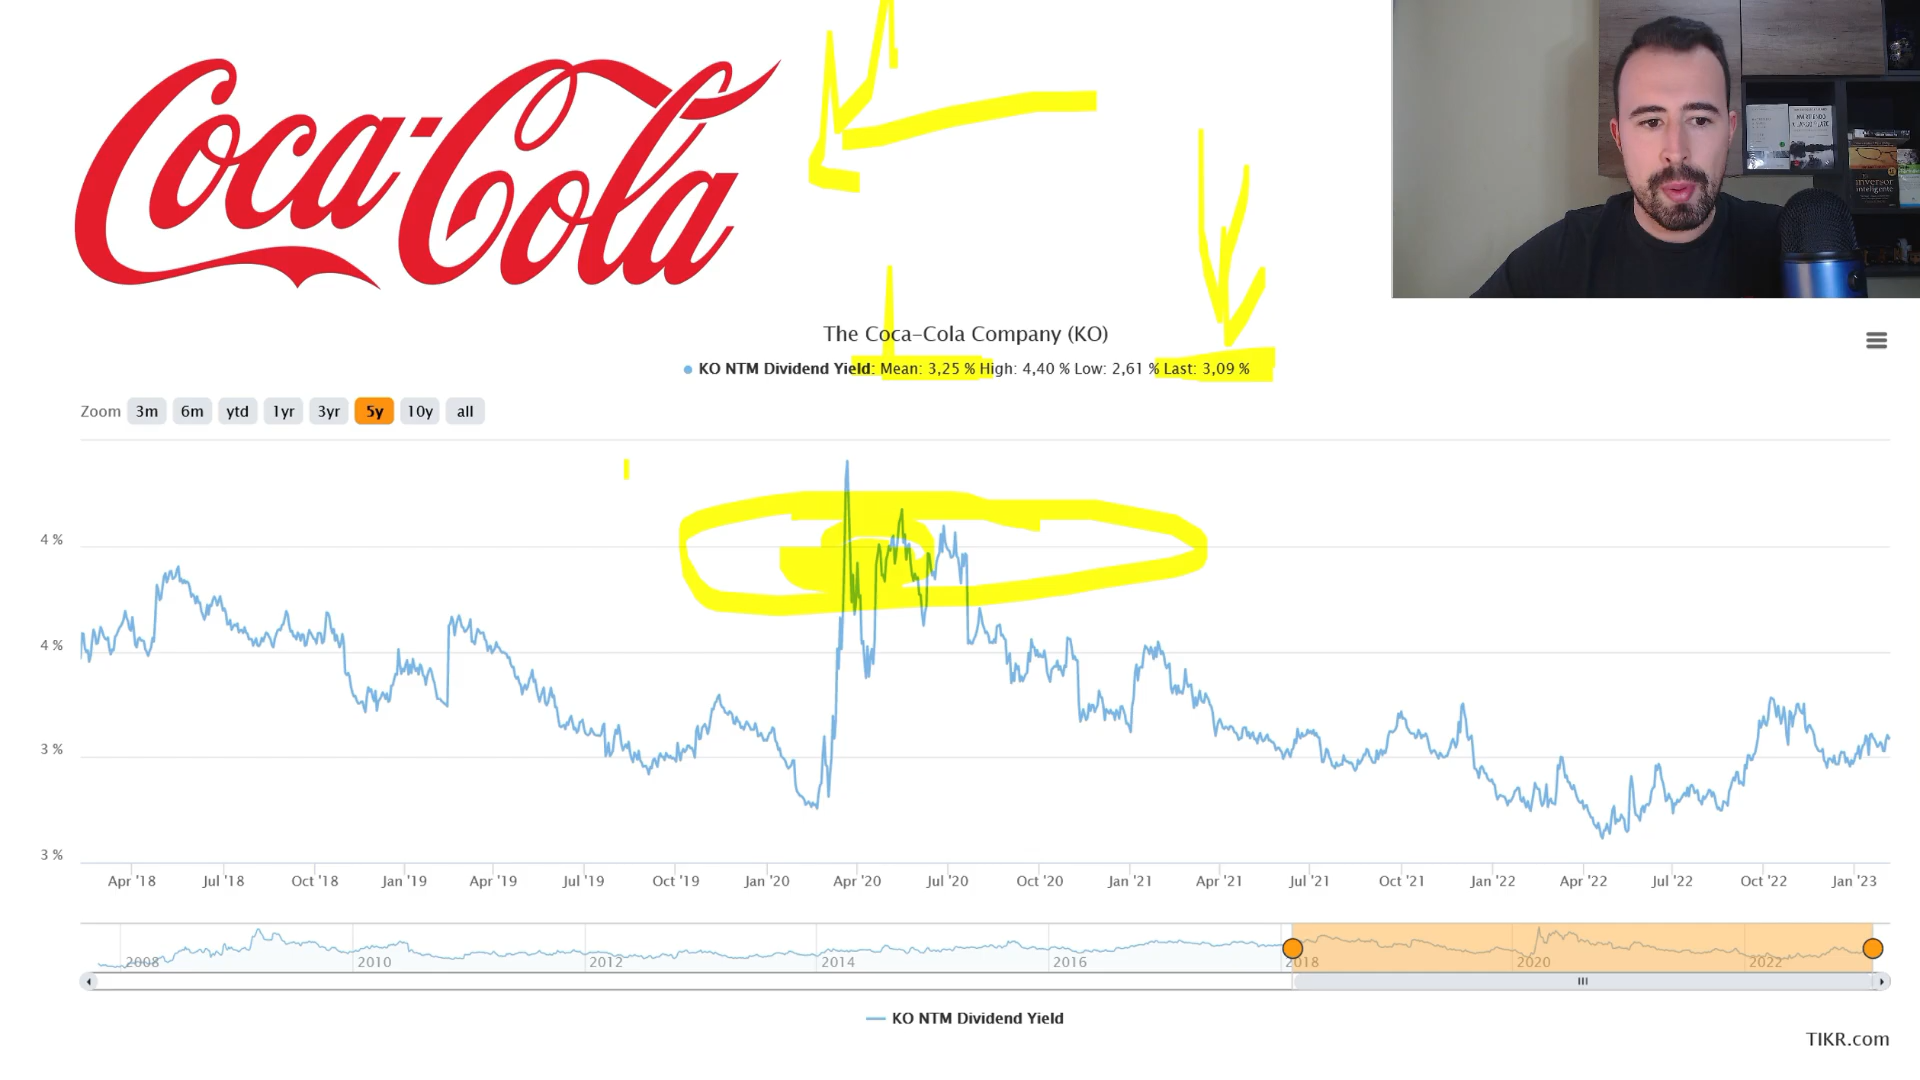 Coca-Cola
inversor
inteligente
The Coca-Cola Company (KO)
KO NTM Dividend Yield: Mean: 3,25 % High: 4,40 % Low: 2,61 % Last: 3,09 %
Zoom 3m 6m ytd 1yr 3yr 5y 10y all
4 %
4 %
3 %
3 %
Apr '18 Jul '18 Oct '18 Jan '19 Apr '19 Jul '19 Oct '19 Jan '20 Apr '20 Jul '20 Oct '20 Jan '21 Apr '21 Jul '21 Oct '21 Jan '22 Apr '22 Jul '22 Oct '22 Jan '23
2008 2010 2012 2014 2016 2018 2020 2022
KO NTM Dividend Yield
TIKR.com